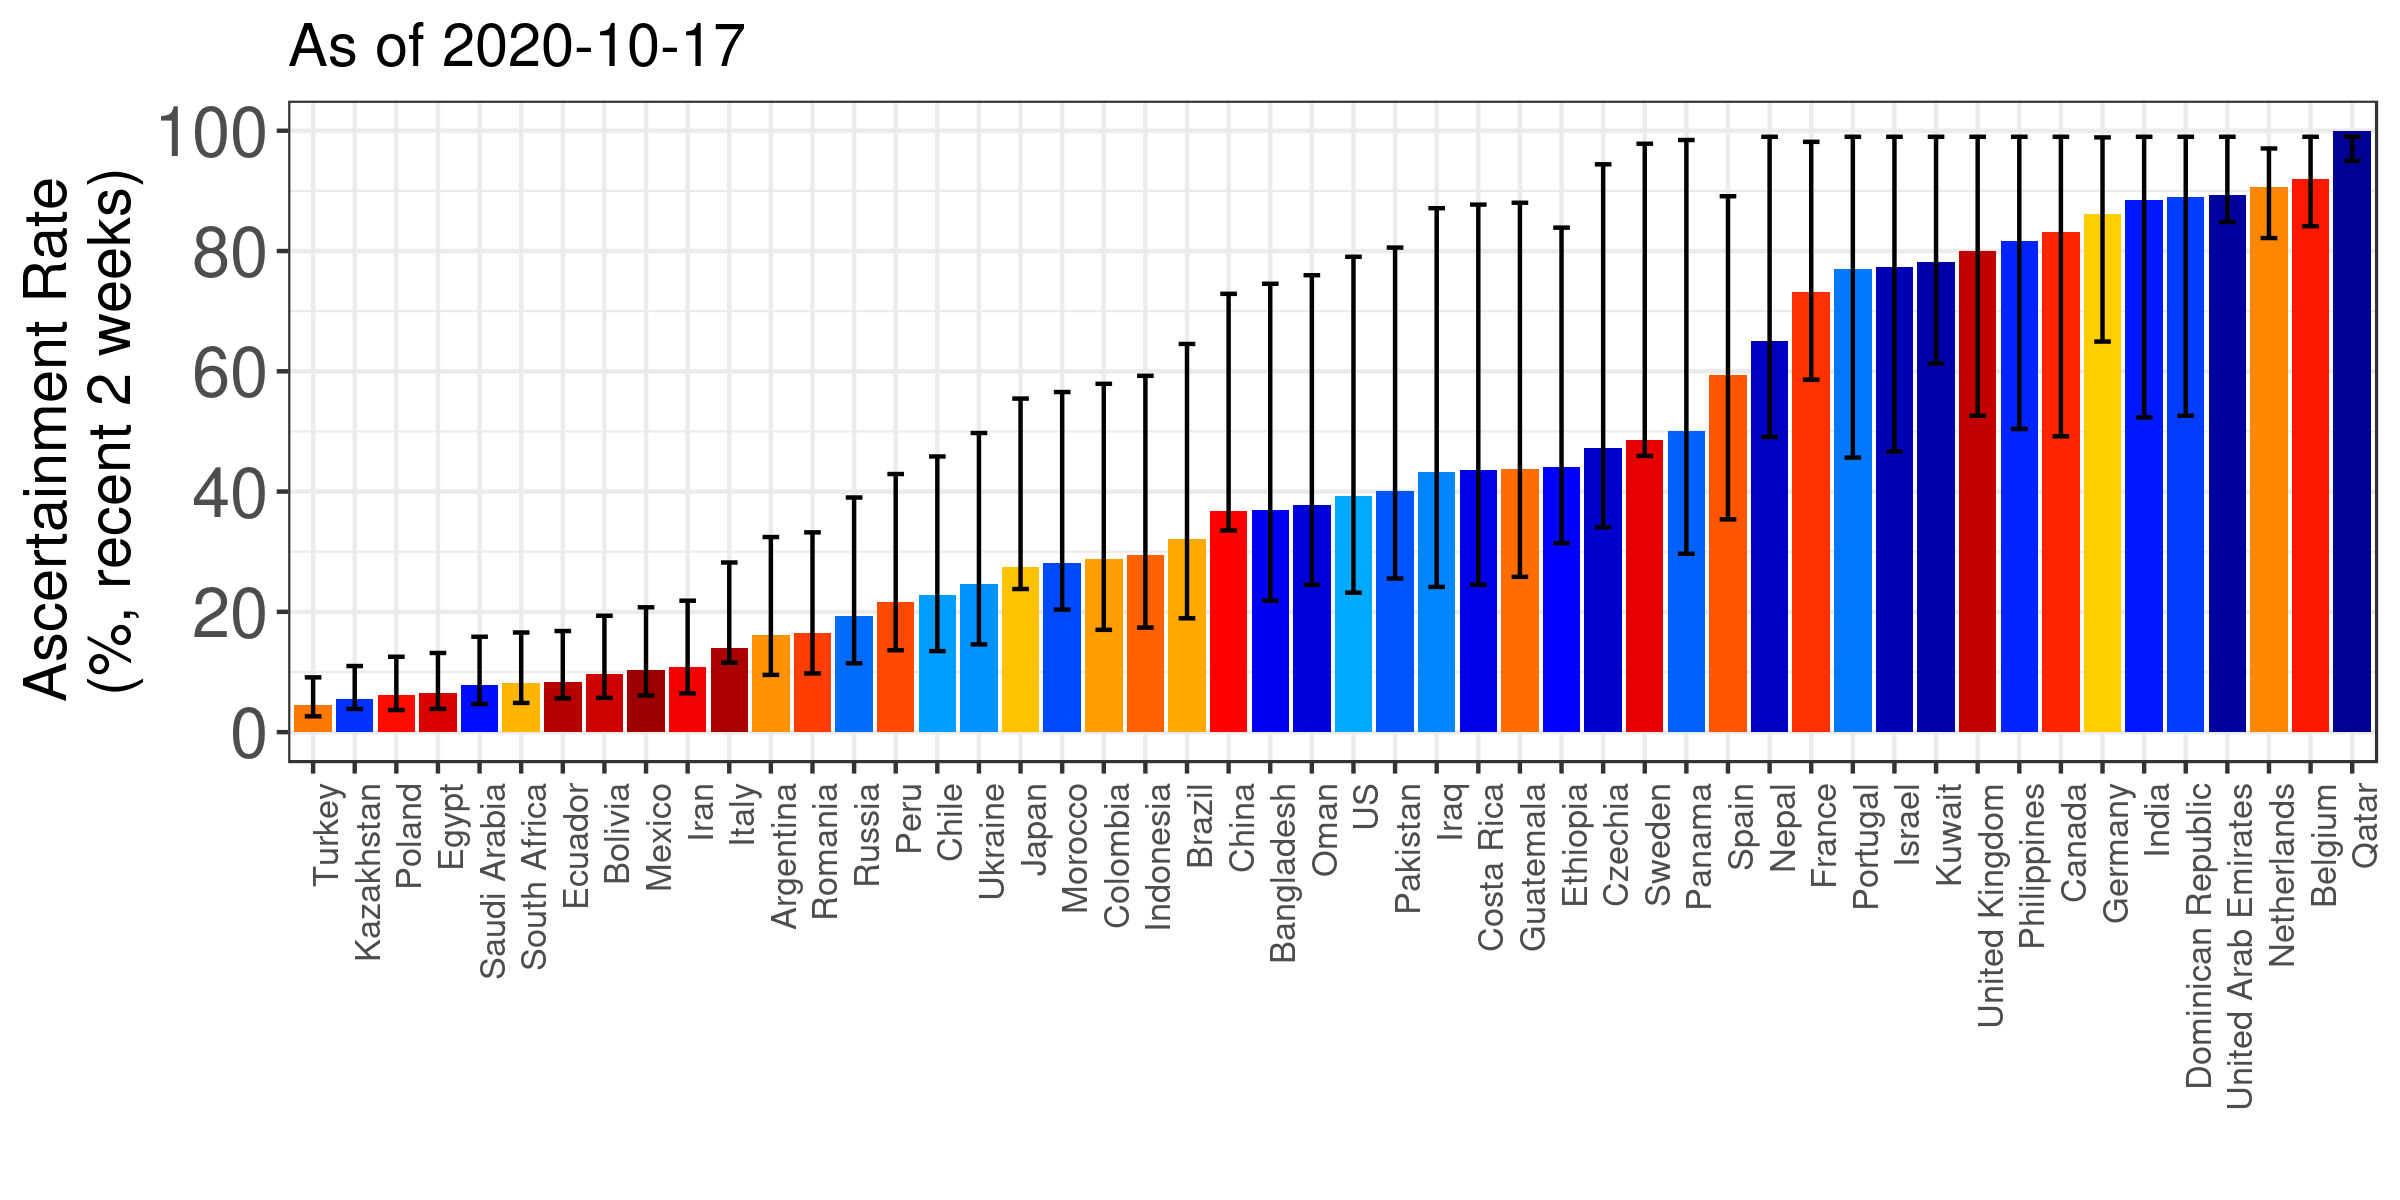 As of 2020-10-17
Ascertainment Rate
(%, recent 2 weeks)
100
80
60
40
20
0
Turkey
Kazakhstan
Poland
Egypt
Saudi Arabia
South Africa
Ecuador
Bolivia
Mexico
Iran
Italy
Argentina
Romania
Russia
Peru
Chile
Ukraine
Japan
Morocco
Colombia
Indonesia
Brazil
China
Bangladesh
Oman
US
Pakistan
Iraq
Costa Rica
Guatemala
Ethiopia
Czechia
Sweden
Panama
Spain
Nepal
France
Portugal
Israel
Kuwait
United Kingdom
Philippines
Canada
Germany
India
Dominican Republic
United Arab Emirates
Netherlands
Belgium
Qatar